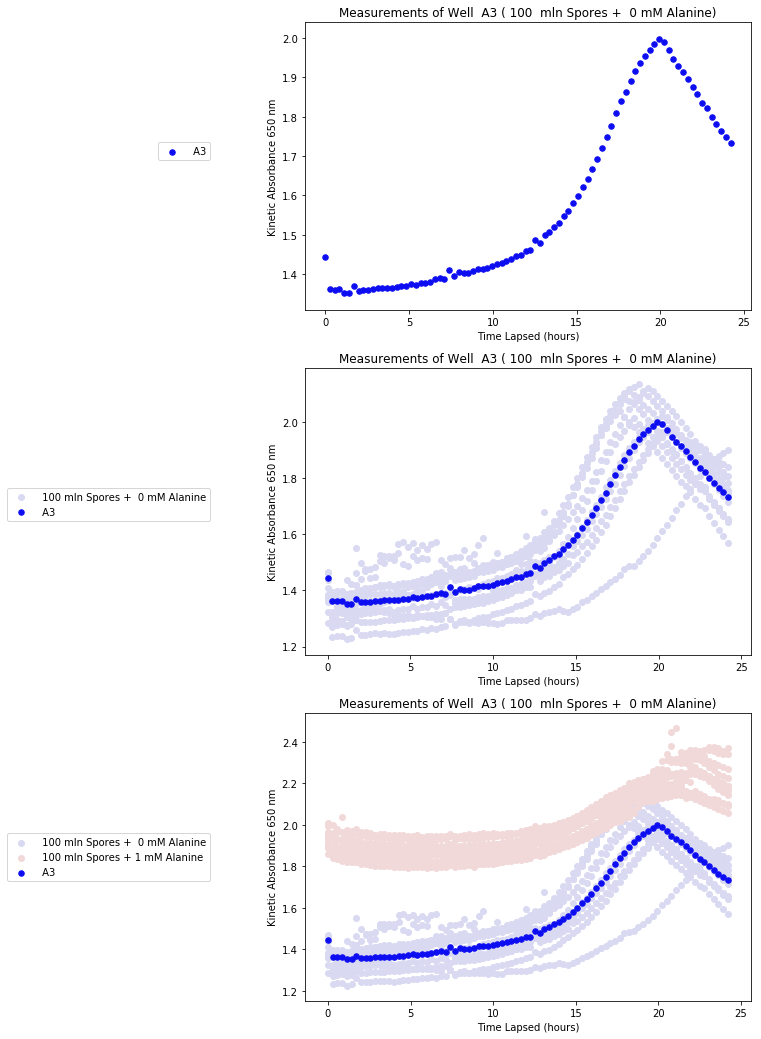 Measurements of Well  A3 ( 100  mln Spores +  0 mM Alanine)
2.0
1.9
1.8
1.7
1.6
1.5
1.4
Kinetic Absorbance 650 nm
A3
0 5 10 15 20 25
Time Lapsed (hours)
Measurements of Well  A3 ( 100  mln Spores +  0 mM Alanine)
2.0
1.8
1.6
1.4
1.2
Kinetic Absorbance 650 nm
100 mln Spores +  0 mM Alanine
A3
0 5 10 15 20 25
Time Lapsed (hours)
Measurements of Well  A3 ( 100  mln Spores +  0 mM Alanine)
2.4
2.2
2.0
1.8
1.6
1.4
1.2
Kinetic Absorbance 650 nm
100 mln Spores +  0 mM Alanine
100 mln Spores + 1 mM Alanine
A3
0 5 10 15 20 25
Time Lapsed (hours)